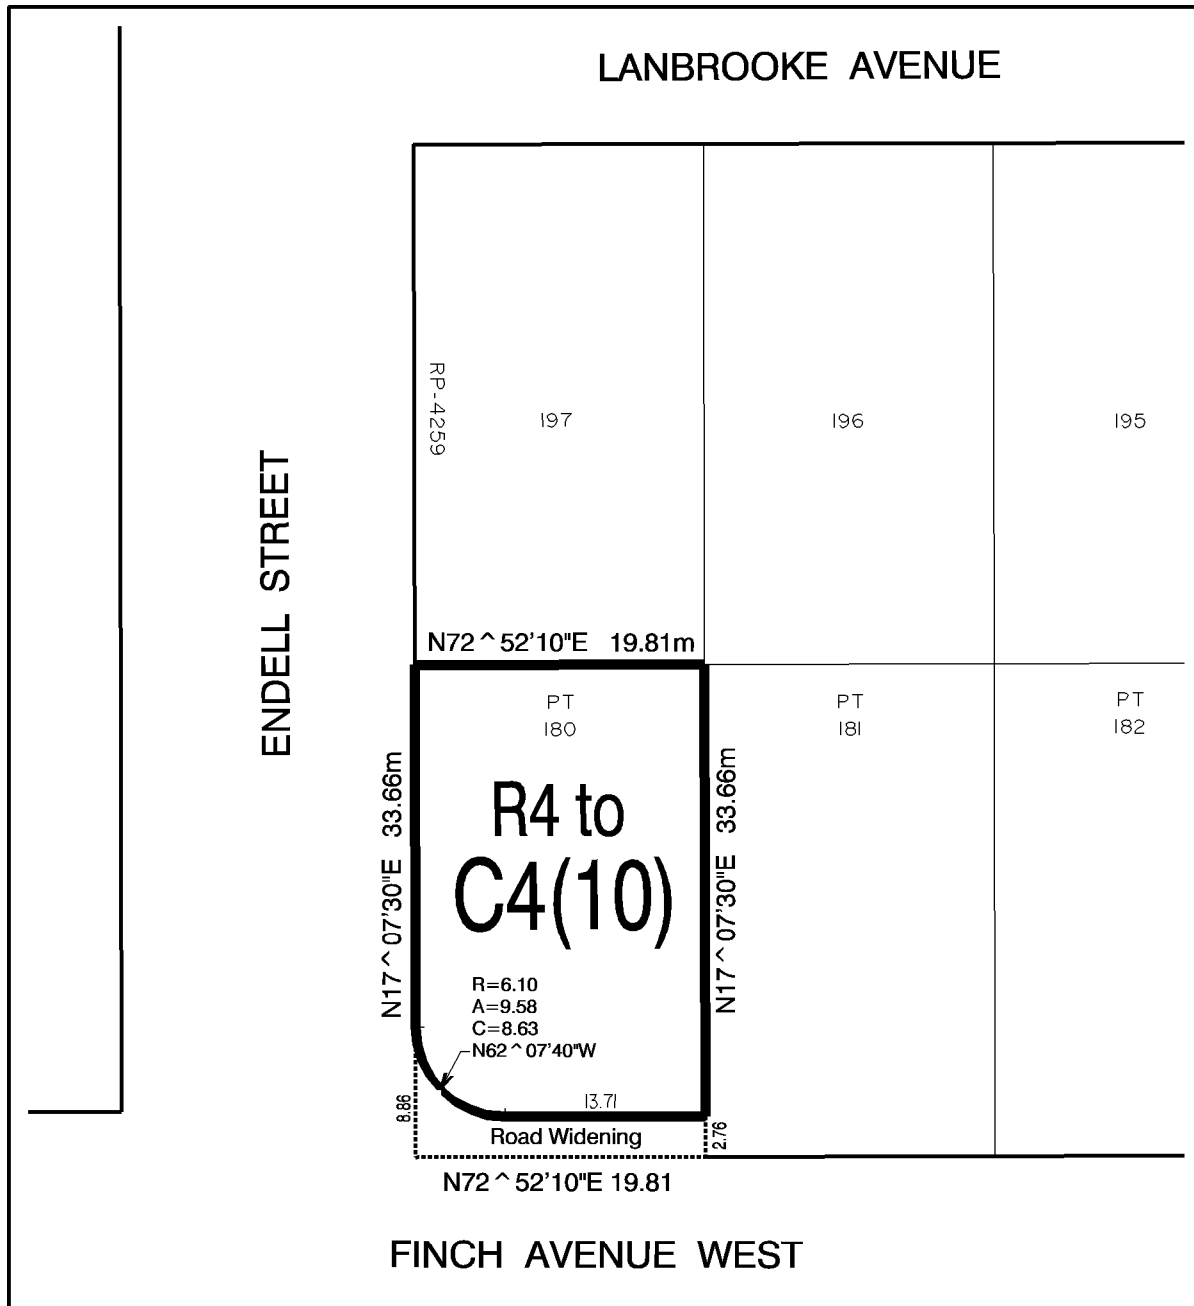 LANBROOKE AVENUE
RP-4259
197
196
195
ENDELL STREET
N72^52'10"E 19.81m
PT
180
PT
181
PT
182
N17^07'30"E 33.66m
R4 to
C4(10)
N17^07'30"E 33.66m
R=6.10
A=9.58
C=8.63
N62^07'40"W
8.86
13.71
2.76
Road Widening
N72^52'10"E 19.81
FINCH AVENUE WEST